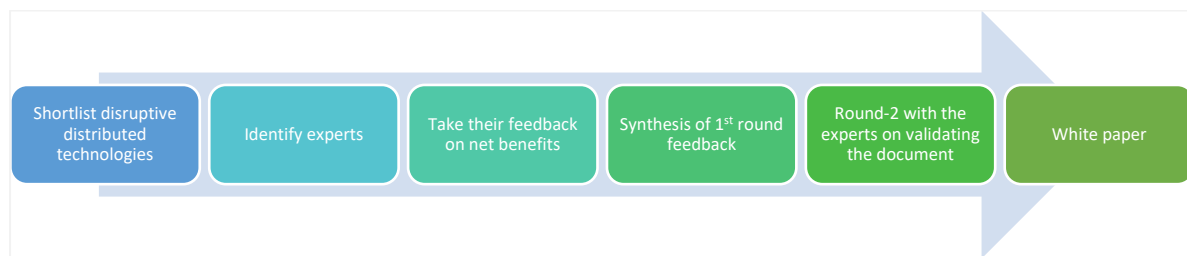 Shortlist disruptive
distributed
technologies
Identify experts
Take their feedback
on net benefits
Synthesis of 1st round
feedback
Round-2 with the
experts on validating
the document
White paper